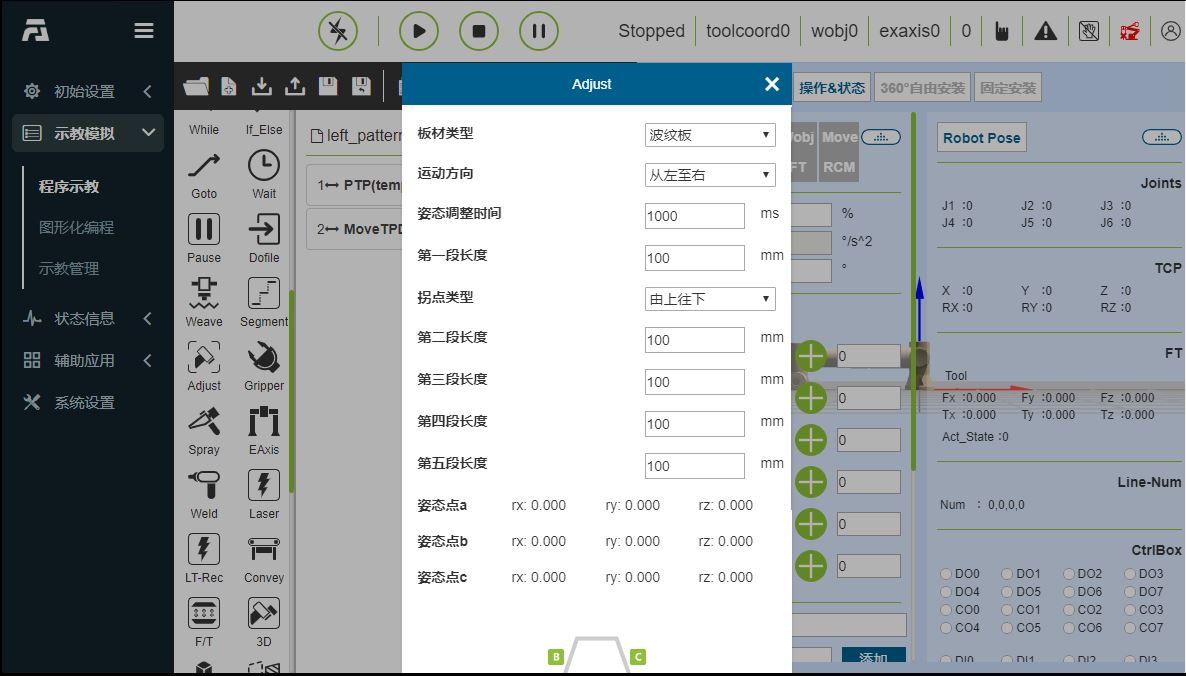 Stopped toolcoord0 wobj0 exaxis0 0
初始设置
示教模拟
程序示教
图形化编程
示教管理
状态信息
辅助应用
系统设置
While If_Else
Goto Wait
Pause Dofile
Weave Segment
Adjust Gripper
Spray EAxis
Weld Laser
LT-Rec Convey
F/T 3D
left_pattern
1 PTP(tem
2 MoveTPD
Adjust
板材类型 波纹板
运动方向 从左至右
姿态调整时间 1000 ms
第一段长度 100 mm
拐点类型 由上往下
第二段长度 100 mm
第三段长度 100 mm
第四段长度 100 mm
第五段长度 100 mm
姿态点a rx: 0.000 ry: 0.000 rz: 0.000
姿态点b rx: 0.000 ry: 0.000 rz: 0.000
姿态点c rx: 0.000 ry: 0.000 rz: 0.000
B C
操作&状态 360°自由安装 固定安装
obj Move
FT RCM
%
°/s^2
°
0
0
0
0
0
0
添加
Robot Pose
Joints
J1 :0 J2 :0 J3 :0
J4 :0 J5 :0 J6 :0
TCP
X :0 Y :0 Z :0
RX :0 RY :0 RZ :0
FT
Tool
Fx :0.000 Fy :0.000 Fz :0.000
Tx :0.000 Ty :0.000 Tz :0.000
Act_State :0
Line-Num
Num : 0,0,0,0
CtrlBox
DO0 DO1 DO2 DO3
DO4 DO5 DO6 DO7
CO0 CO1 CO2 CO3
CO4 CO5 CO6 CO7
DI0 DI1 DI2 DI3